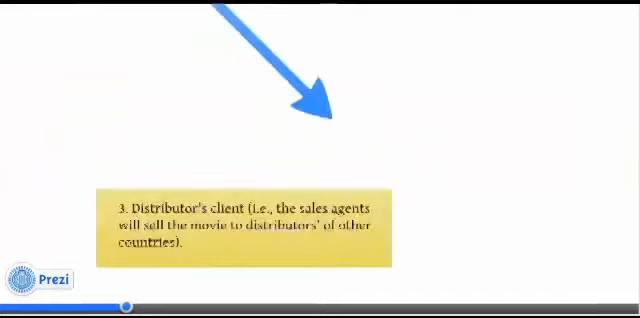 3. Distributor's client (i.e., the sales agents
will sell the movie to distributors' of other
countries).
Prezi